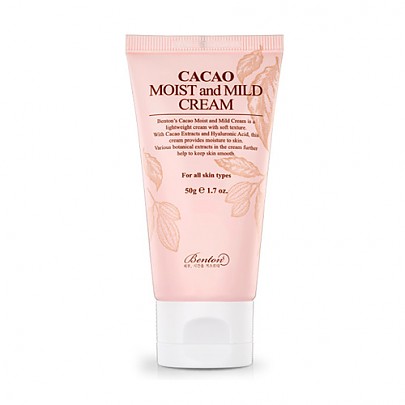 CACAO
MOIST and MILD
CREAM
Benton's Cacao Moist and Mild Cream is a
lightweight cream with soft texture.
With Cacao Extracts and Hyaluronic Acid, this
cream provides moisture to skin.
Various botanical extracts in the cream further
help to keep skin smooth.
For all skin types
50g e 1.7 oz.
Benton